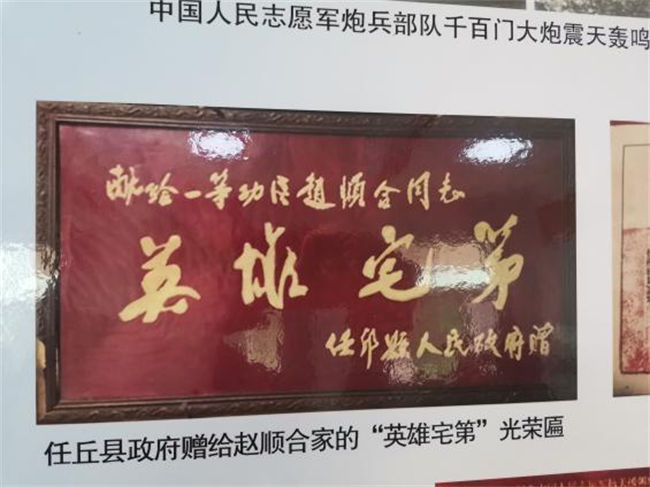 中国人民志愿军炮兵部队千百门大炮震天轰鸣
献给一等功臣赵顺合同志
英雄宅第
任邱县人民政府赠
任丘县政府赠给赵顺合家的“英雄宅第”光荣匾